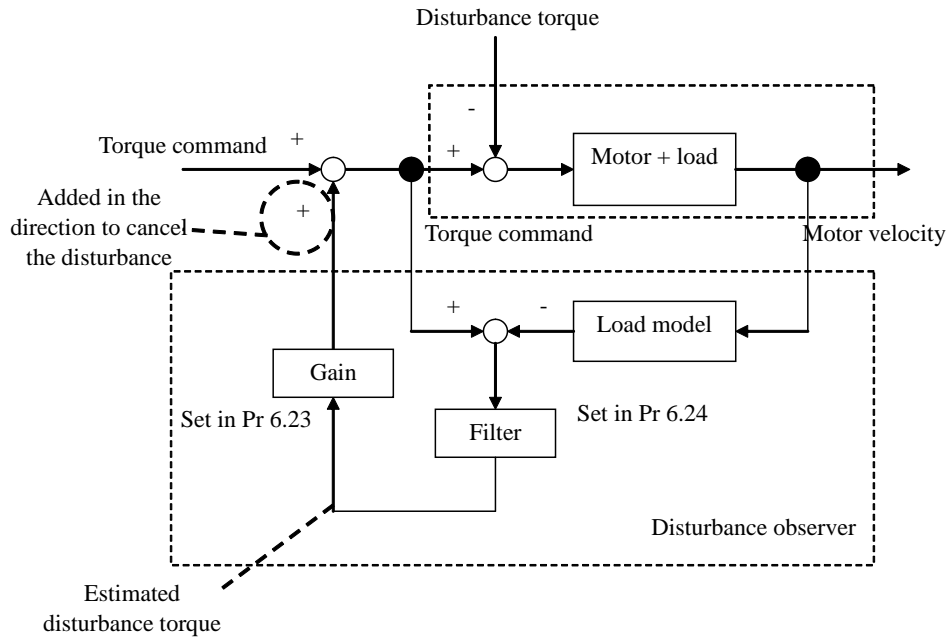 Disturbance torque
-
+
Torque command
+
Motor + load
Added in the
direction to cancel
the disturbance
+
Torque command
Motor velocity
+
-
Load model
Gain
Set in Pr 6.23
Set in Pr 6.24
Filter
Disturbance observer
Estimated
disturbance torque